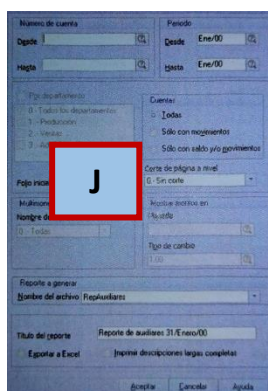 Número de cuenta
Periodo
Desde
Desde Ene/00
Hasta
Hasta Ene/00
Por departamento
0.- Todos los departamentos
1.- Producción
2.- Ventas
3.-
Cuentas
Todas
Sólo con movimientos
Sólo con saldo y/o movimientos
Folio
Corte de página a nivel
0.- Sin corte
J
Nombre de
0.- Todas
Mostrar montos en
Tipo de cambio
1.00
Reporte a generar
Nombre del archivo RepAuxiliares
Título del reporte Reporte de auxiliares 31/Enero/00
Exportar a Excel
Imprimir descripciones largas completas
Aceptar Cancelar Ayuda